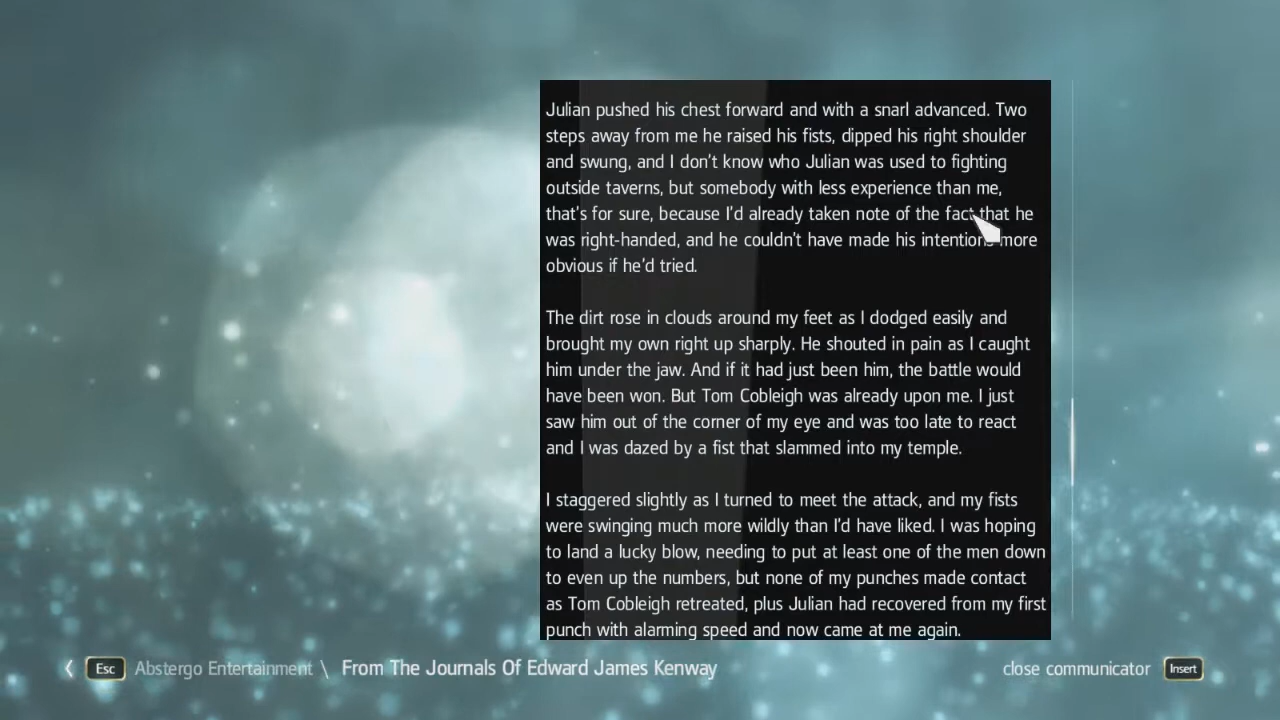 Julian pushed his chest forward and with a snarl advanced. Two
steps away from me he raised his fists, dipped his right shoulder
and swung, and I don't know who Julian was used to fighting
outside taverns, but somebody with less experience than me,
that's for sure, because I'd already taken note of the fact that he
was right-handed, and he couldn't have made his intentions more
obvious if he'd tried.
The dirt rose in clouds around my feet as I dodged easily and
brought my own right up sharply. He shouted in pain as I caught
him under the jaw. And if it had just been him, the battle would
have been won. But Tom Cobleigh was already upon me. I just
saw him out of the corner of my eye and was too late to react
and I was dazed by a fist that slammed into my temple.
I staggered slightly as I turned to meet the attack, and my fists
were swinging much more wildly than I'd have liked. I was hoping
to land a lucky blow, needing to put at least one of the men down
to even up the numbers, but none of my punches made contact
as Tom Cobleigh retreated, plus Julian had recovered from my first
punch with alarming speed and now came at me again.
Esc Abstergo Entertainment \ From The Journals Of Edward James Kenway close communicator Insert